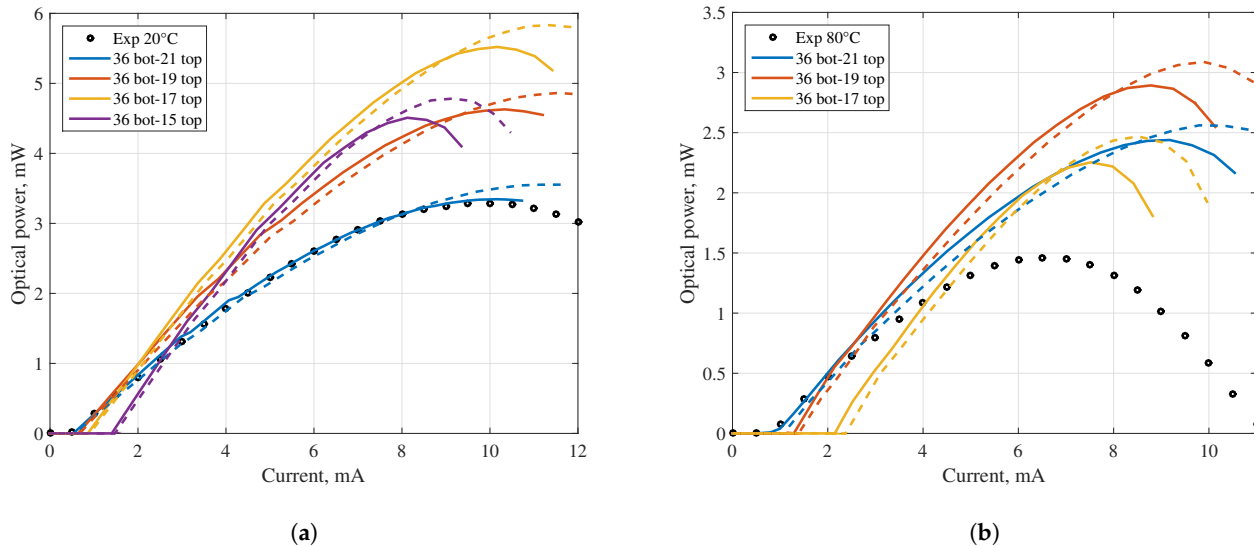 6
5
4
3
2
1
0
Optical power, mW
Exp 20°C
36 bot-21 top
36 bot-19 top
36 bot-17 top
36 bot-15 top
0 2 4 6 8 10 12
Current, mA
(a)
3.5
3
2.5
2
1.5
1
0.5
0
Optical power, mW
Exp 80°C
36 bot-21 top
36 bot-19 top
36 bot-17 top
0 2 4 6 8 10
Current, mA
(b)